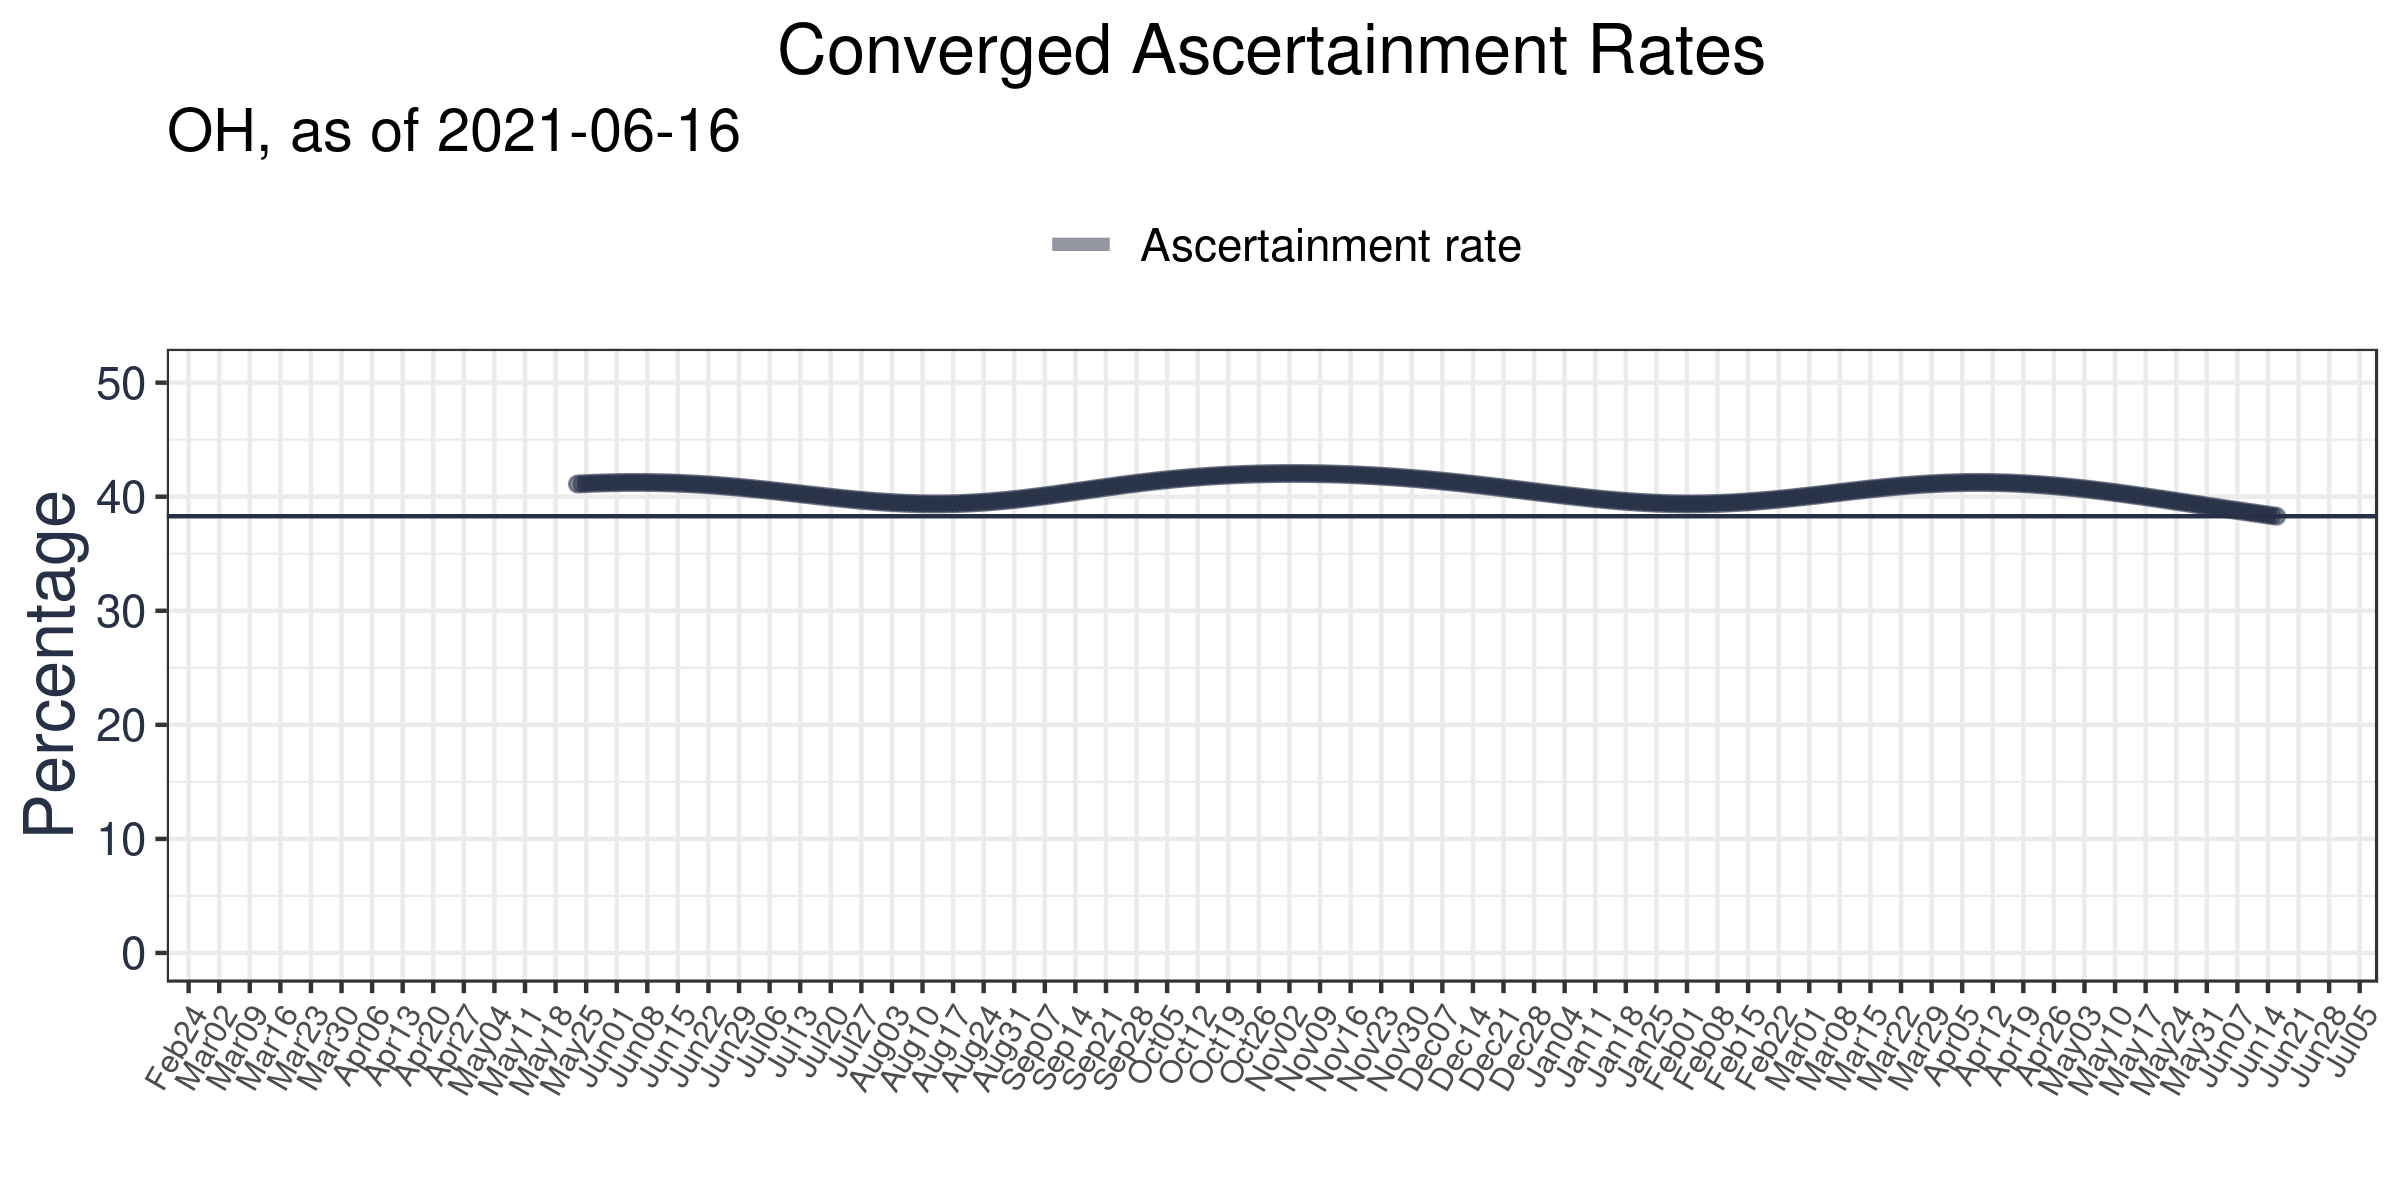 Converged Ascertainment Rates
OH, as of 2021-06-16
Ascertainment rate
Percentage
50
40
30
20
10
0
Feb24
Mar02
Mar09
Mar16
Mar23
Mar30
Apr06
Apr13
Apr20
Apr27
May04
May11
May18
May25
Jun01
Jun08
Jun15
Jun22
Jun29
Jul06
Jul13
Jul20
Jul27
Aug03
Aug10
Aug17
Aug24
Aug31
Sep07
Sep14
Sep21
Sep28
Oct05
Oct12
Oct19
Oct26
Nov02
Nov09
Nov16
Nov23
Nov30
Dec07
Dec14
Dec21
Dec28
Jan04
Jan11
Jan18
Jan25
Feb01
Feb08
Feb15
Feb22
Mar01
Mar08
Mar15
Mar22
Mar29
Apr05
Apr12
Apr19
Apr26
May03
May10
May17
May24
May31
Jun07
Jun14
Jun21
Jun28
Jul05